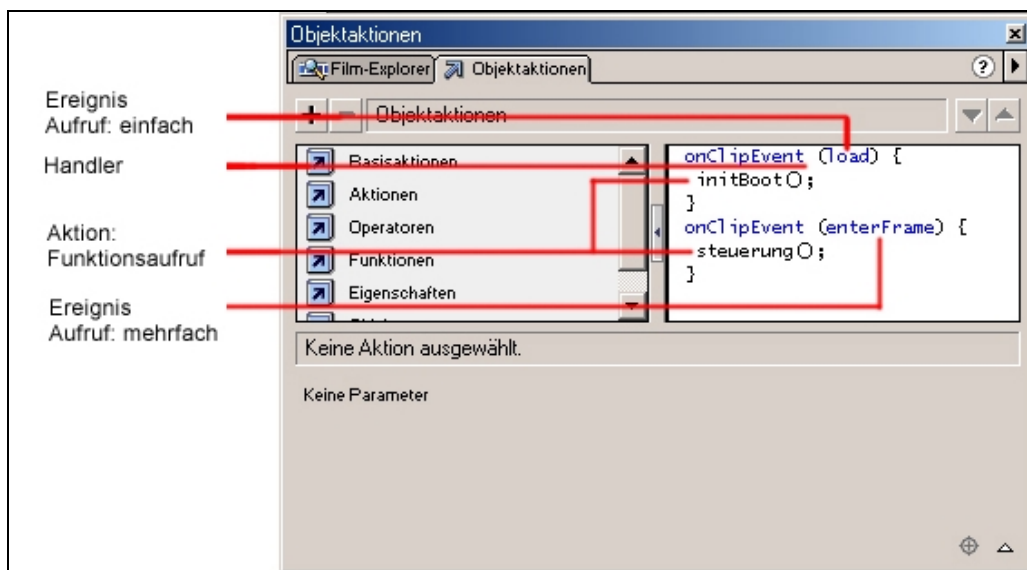 Objektaktionen
Film-Explorer
Objektaktionen
?
Ereignis
Aufruf: einfach
Objektaktionen
Handler
Aktion:
Funktionsaufruf
Ereignis
Aufruf: mehrfach
Basisaktionen
Aktionen
Operatoren
Funktionen
Eigenschaften
onClipEvent (load) {
initBoot();
}
onClipEvent (enterFrame) {
steuerung();
}
Keine Aktion ausgewählt.
Keine Parameter